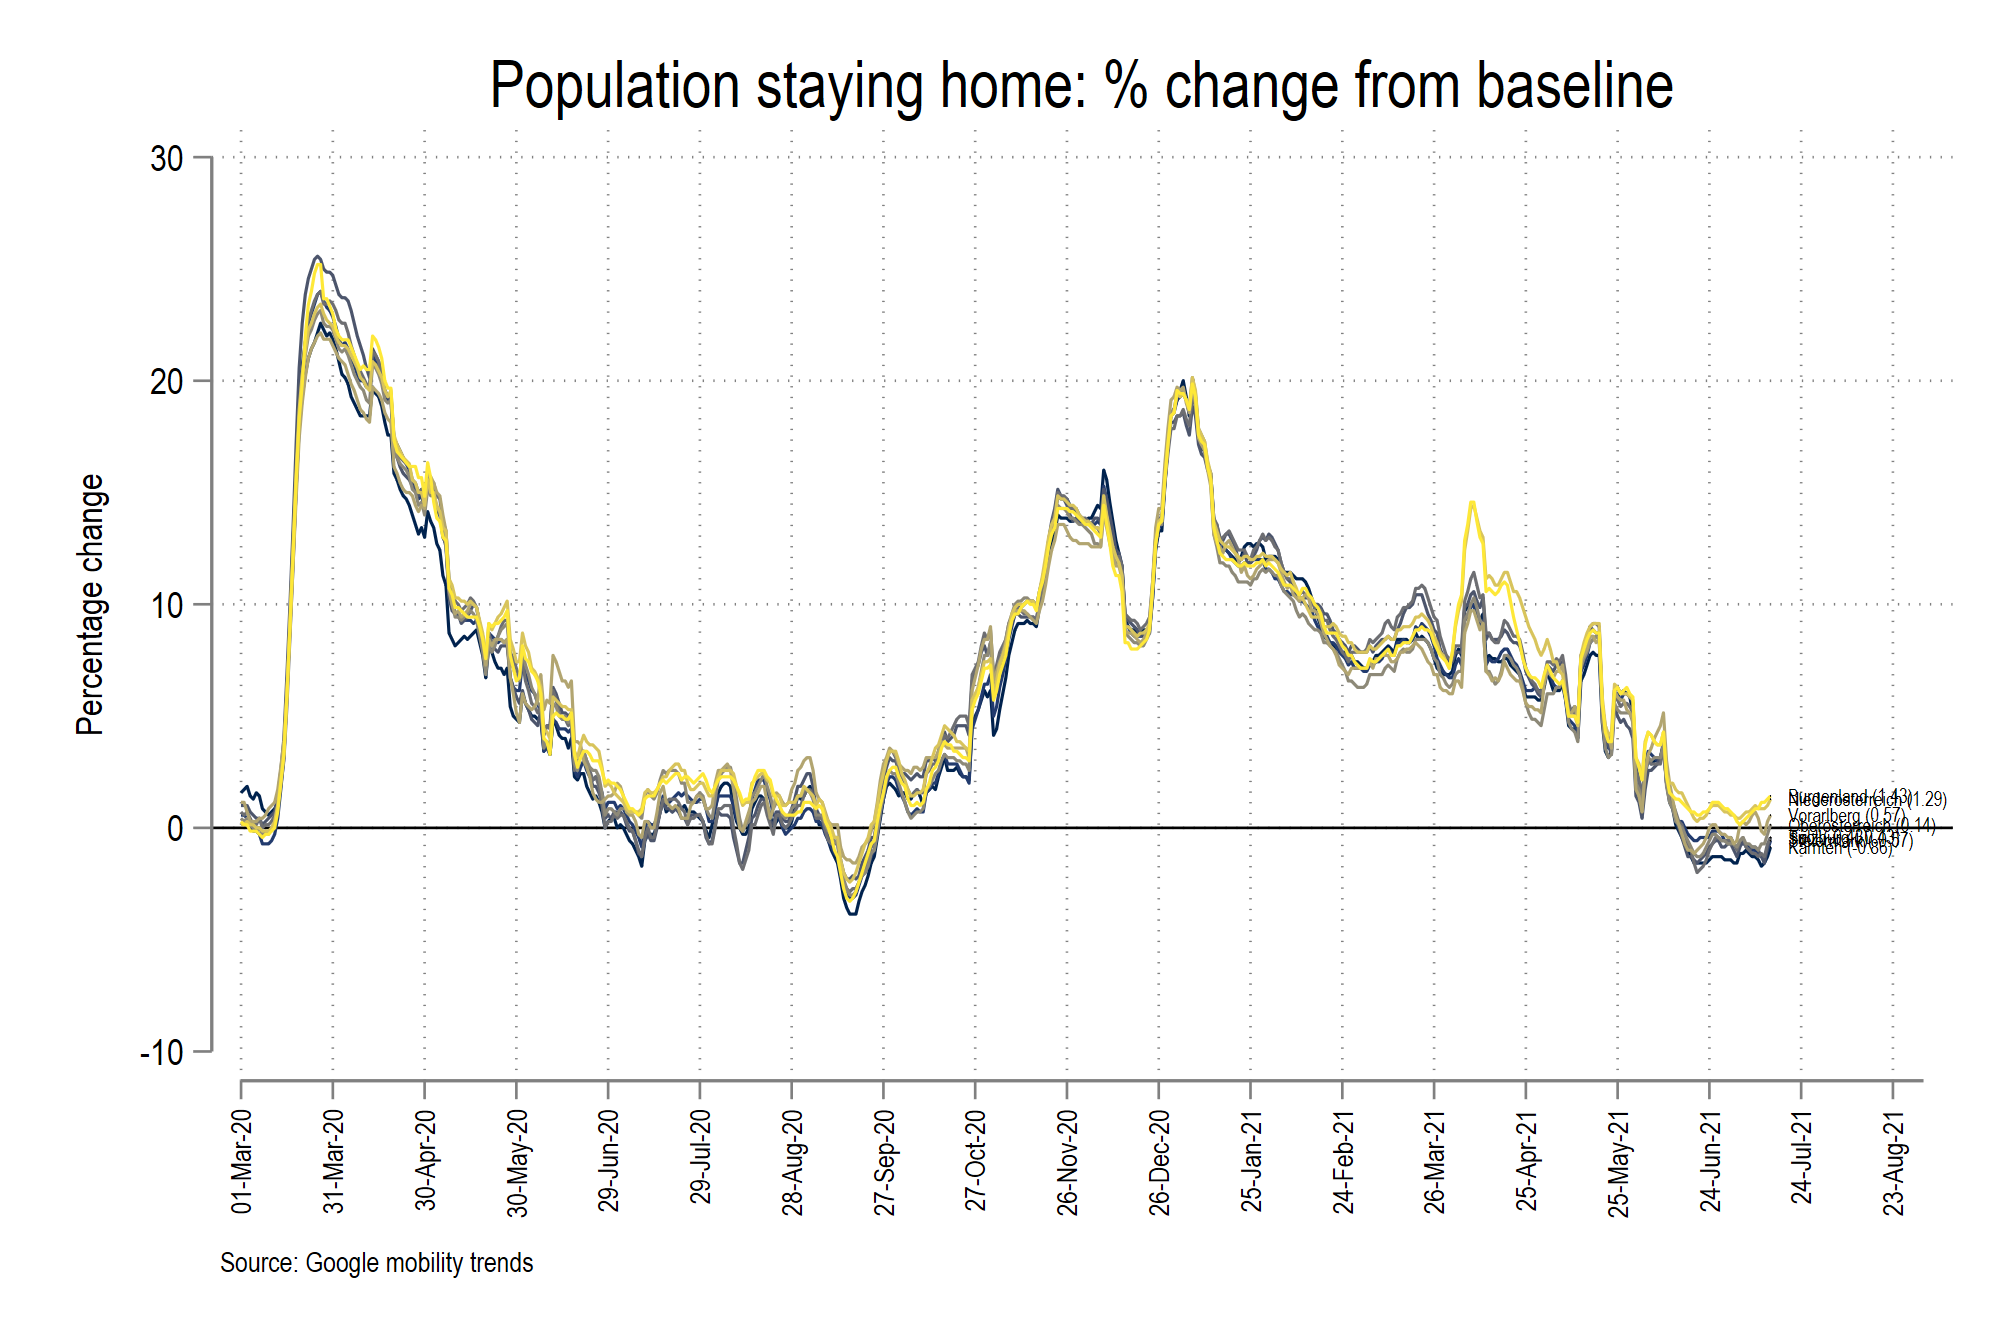 Population staying home: % change from baseline
Percentage change
30
20
10
0
-10
Burgenland (1.43)
Niederösterreich (1.29)
Vorarlberg (0.57)
Oberösterreich (0.14)
Kärnten (-0.86)
01-Mar-20
31-Mar-20
30-Apr-20
30-May-20
29-Jun-20
29-Jul-20
28-Aug-20
27-Sep-20
27-Oct-20
26-Nov-20
26-Dec-20
25-Jan-21
24-Feb-21
26-Mar-21
25-Apr-21
25-May-21
24-Jun-21
24-Jul-21
23-Aug-21
Source: Google mobility trends